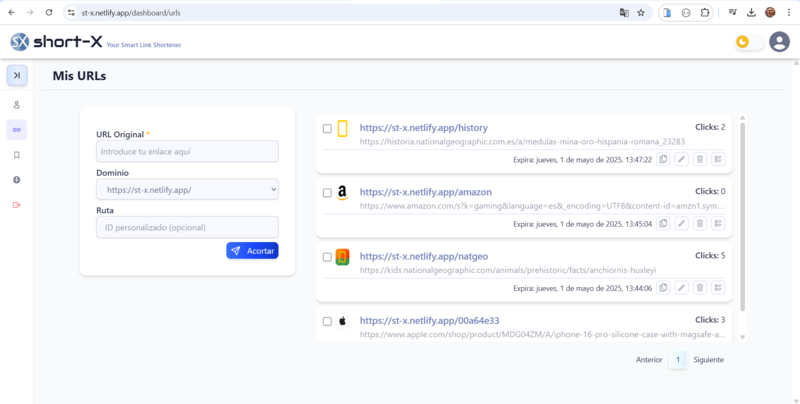 st-x.netlify.app/dashboard/urls
SX short-X Your Smart Link Shortener
Mis URLs
URL Original *
Introduce tu enlace aquí
Dominio
https://st-x.netlify.app/
Ruta
ID personalizado (opcional)
Acortar
https://st-x.netlify.app/history
Clicks: 2
https://historia.nationalgeographic.com.es/a/medulas-mina-oro-hispania-romana_23283
Expira: jueves, 1 de mayo de 2025, 13:47:22
https://st-x.netlify.app/amazon
Clicks: 0
https://www.amazon.com/s?k=gaming&language=es&_encoding=UTF8&content-id=amzn1.sym....
Expira: jueves, 1 de mayo de 2025, 13:45:04
https://st-x.netlify.app/natgeo
Clicks: 5
https://kids.nationalgeographic.com/animals/prehistoric/facts/anchiornis-huxleyi
Expira: jueves, 1 de mayo de 2025, 13:44:06
https://st-x.netlify.app/00a64e33
Clicks: 3
https://www.apple.com/shop/product/MDG04ZM/A/iphone-16-pro-silicone-case-with-magsafe-a...
Anterior 1 Siguiente